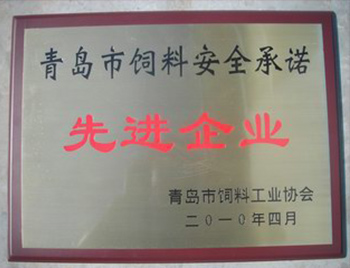 青岛市饲料安全承诺
先进企业
青岛市饲料工业协会
二〇一〇年四月